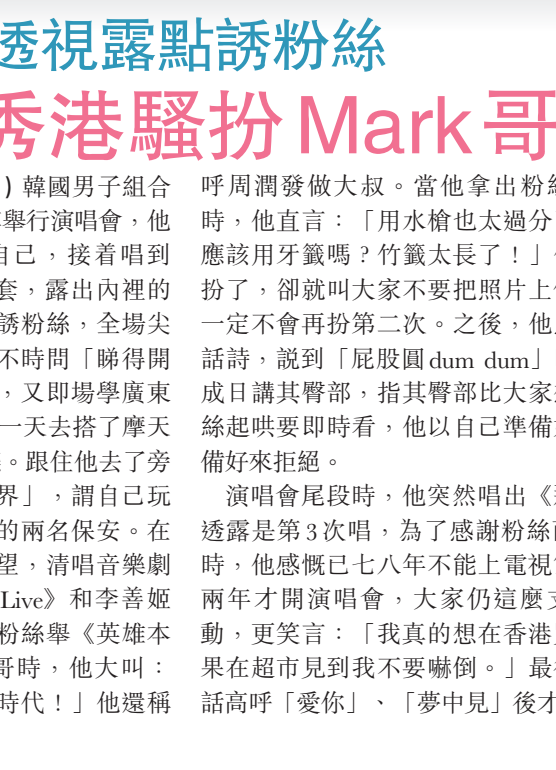 透視露點誘粉絲
秀港騷扮Mark哥
）韓國男子組合
舉行演唱會，他
自己，接着唱到
套，露出內裡的
誘粉絲，全場尖
不時問「睇得開
，又即場學廣東
一天去搭了摩天
。跟住他去了旁
界」，謂自己玩
的兩名保安。在
望，清唱音樂劇
Live》和李善姬
粉絲舉《英雄本
哥時，他大叫：
時代！」他還稱
呼周潤發做大叔。當他拿出粉絲
時，他直言：「用水槍也太過分
應該用牙籤嗎？竹籤太長了！」
扮了，卻就叫大家不要把照片上
一定不會再扮第二次。之後，他
話詩，説到「屁股圓dum dum」
成日講其臀部，指其臀部比大家
絲起哄要即時看，他以自己準備
備好來拒絕。
演唱會尾段時，他突然唱出《
透露是第3次唱，為了感謝粉絲
時，他感慨已七八年不能上電視
兩年才開演唱會，大家仍這麼支
動，更笑言：「我真的想在香港
果在超市見到我不要嚇倒。」最
話高呼「愛你」、「夢中見」後才